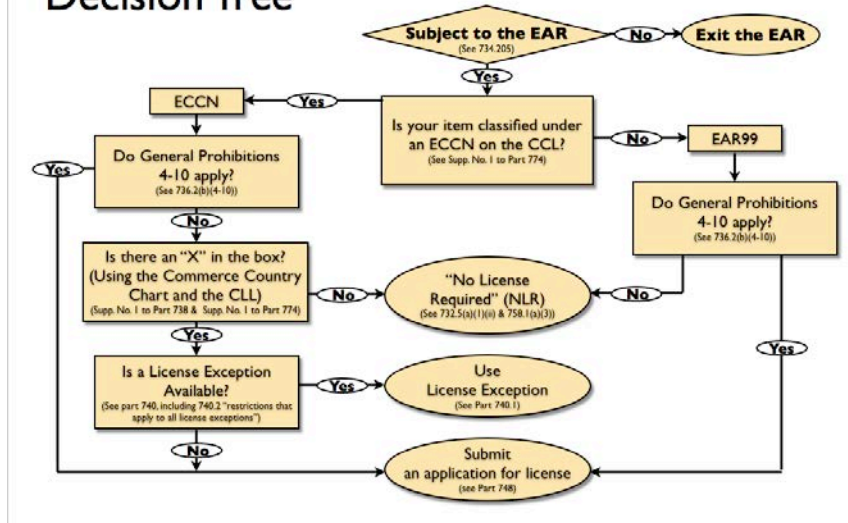 Decision Tree
Subject to the EAR
(See 734.205)
No
Exit the EAR
Yes
ECCN
Yes
Is your item classified under
an ECCN on the CCL?
(See Supp. No. 1 to Part 774)
No
EAR99
Do General Prohibitions
4-10 apply?
(See 736.2(b)(4-10))
Yes
No
Do General Prohibitions
4-10 apply?
(See 736.2(b)(4-10))
Is there an “X” in the box?
(Using the Commerce Country
Chart and the CLL)
(Supp. No. 1 to Part 738 & Supp. No. 1 to Part 774)
No
“No License
Required” (NLR)
(See 732.5(a)(1)(ii) & 758.1(a)(3))
No
Yes
Yes
Is a License Exception
Available?
(See part 740, including 740.2 “restrictions that
apply to all license exceptions”)
Yes
Use
License Exception
(See Part 740.1)
No
Submit
an application for license
(see Part 748)